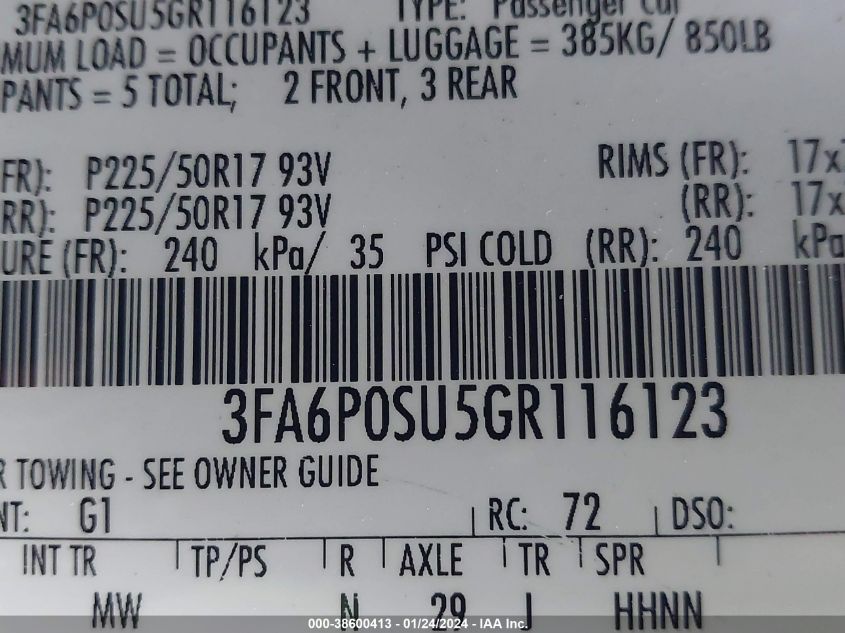 3FA6P0SU5GR116123 TYPE: Passenger Car
MUM LOAD = OCCUPANTS + LUGGAGE = 385KG/ 850LB
PANTS = 5 TOTAL; 2 FRONT, 3 REAR
FR): P225/50R17 93V RIMS (FR): 17x
RR): P225/50R17 93V (RR): 17x
URE (FR): 240 kPa/ 35 PSI COLD (RR): 240 kPa
3FA6P0SU5GR116123
R TOWING - SEE OWNER GUIDE
NT: G1 RC: 72 DSO:
INT TR TP/PS R AXLE TR SPR
MW N 29 J HHNN
000-38600413 - 01/24/2024 - IAA Inc.